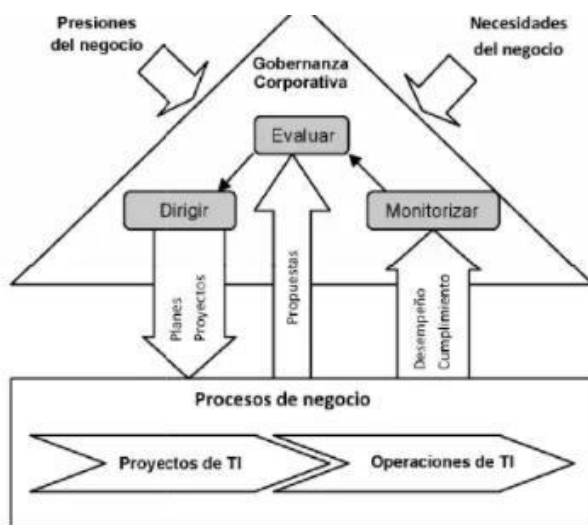 Presiones
del negocio
Necesidades
del negocio
Gobernanza
Corporativa
Evaluar
Dirigir
Monitorizar
Planes
Proyectos
Propuestas
Desempeño
Cumplimiento
Procesos de negocio
Proyectos de TI
Operaciones de TI